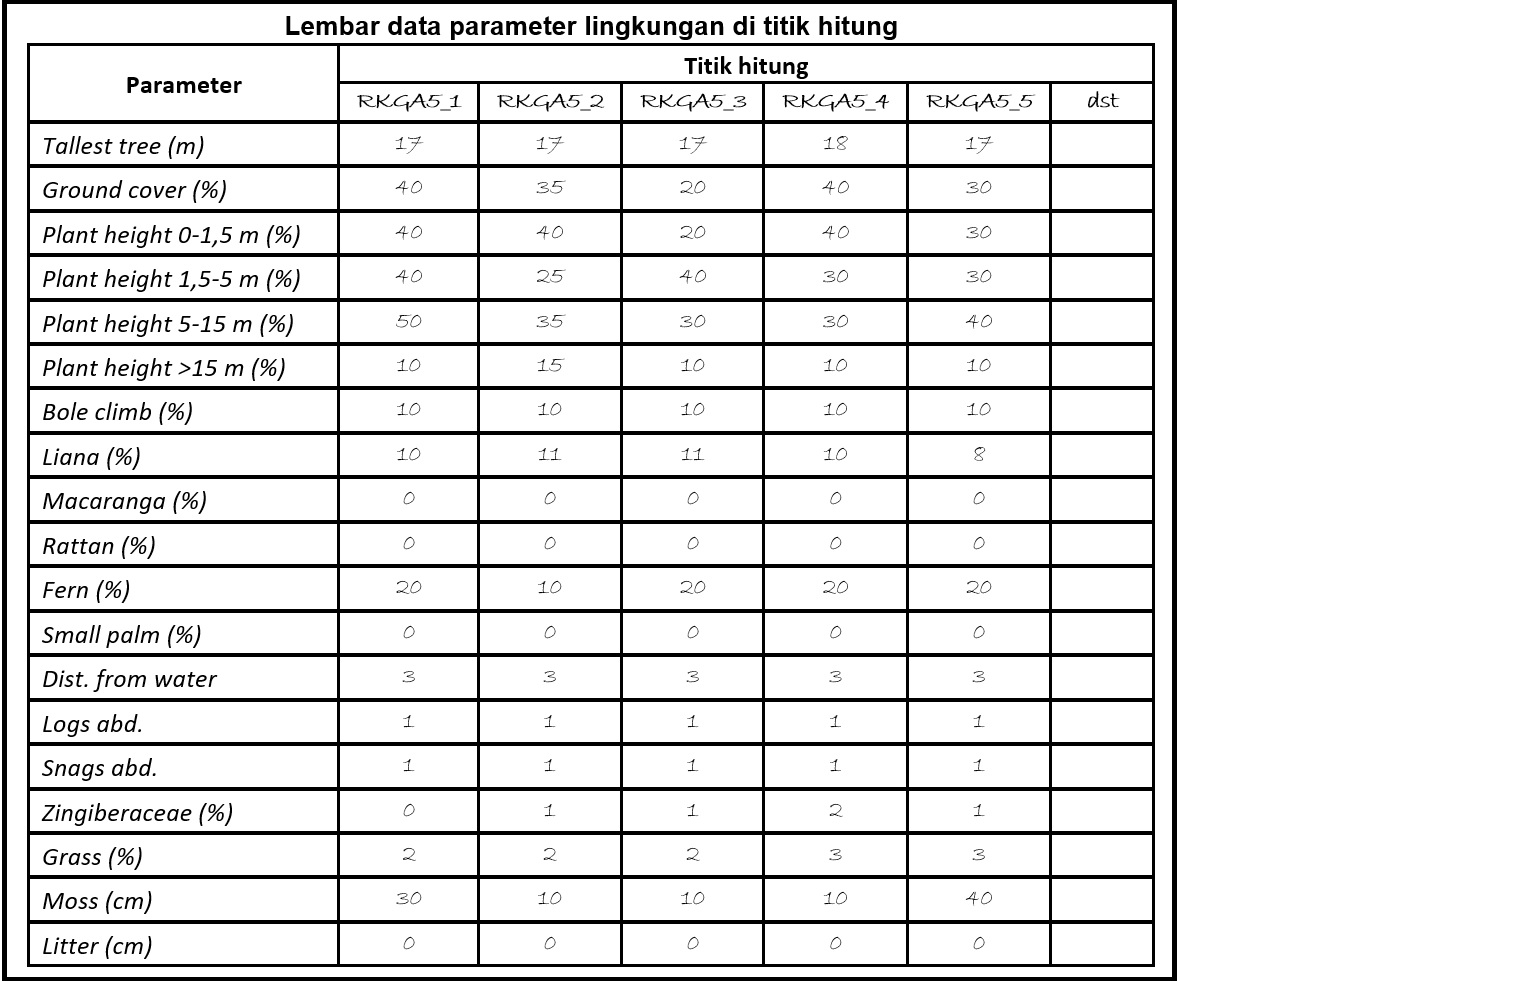 Lembar data parameter lingkungan di titik hitung
Parameter Titik hitung
RKGA5_1 RKGA5_2 RKGA5_3 RKGA5_4 RKGA5_5 dst
Tallest tree (m) 17 17 17 18 17
Ground cover (%) 40 35 20 40 30
Plant height 0-1,5 m (%) 40 40 20 40 30
Plant height 1,5-5 m (%) 40 25 40 30 30
Plant height 5-15 m (%) 50 35 30 30 40
Plant height >15 m (%) 10 15 10 10 10
Bole climb (%) 10 10 10 10 10
Liana (%) 10 11 11 10 8
Macaranga (%) 0 0 0 0 0
Rattan (%) 0 0 0 0 0
Fern (%) 20 10 20 20 20
Small palm (%) 0 0 0 0 0
Dist. from water 3 3 3 3 3
Logs abd. 1 1 1 1 1
Snags abd. 1 1 1 1 1
Zingiberaceae (%) 0 1 1 2 1
Grass (%) 2 2 2 3 3
Moss (cm) 30 10 10 10 40
Litter (cm) 0 0 0 0 0